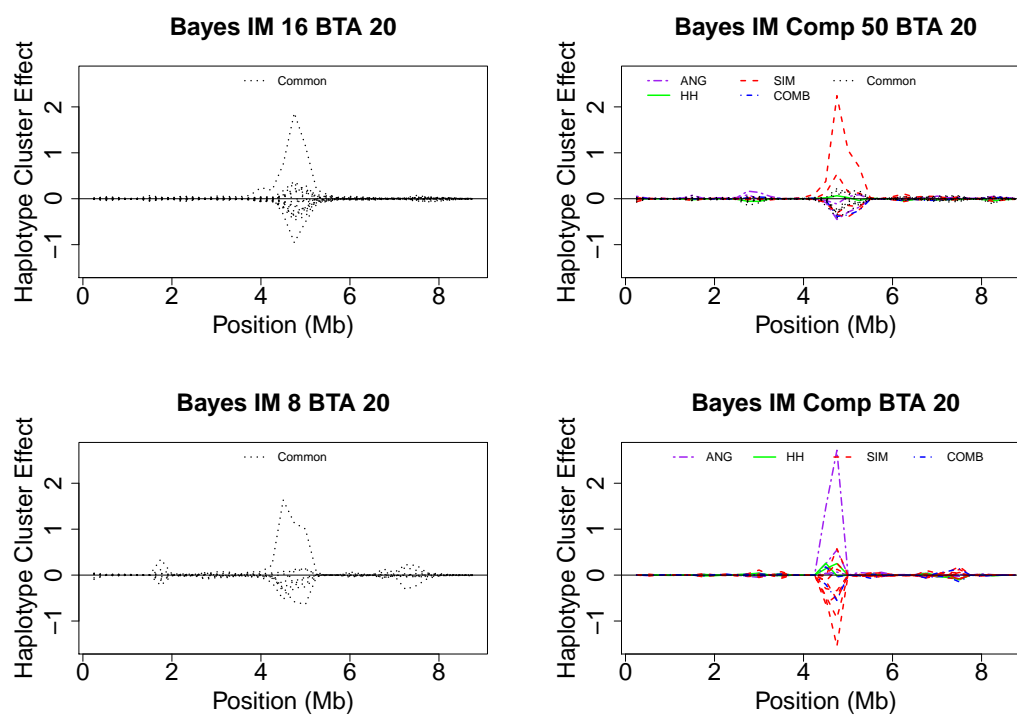 Bayes IM 16 BTA 20
Haplotype Cluster Effect
Common
2
1
0
−1
0 2 4 6 8
Position (Mb)
Bayes IM Comp 50 BTA 20
Haplotype Cluster Effect
ANG SIM Common
HH COMB
2
1
0
−1
0 2 4 6 8
Position (Mb)
Bayes IM 8 BTA 20
Haplotype Cluster Effect
Common
2
1
0
−1
0 2 4 6 8
Position (Mb)
Bayes IM Comp BTA 20
Haplotype Cluster Effect
ANG HH SIM COMB
2
1
0
−1
0 2 4 6 8
Position (Mb)